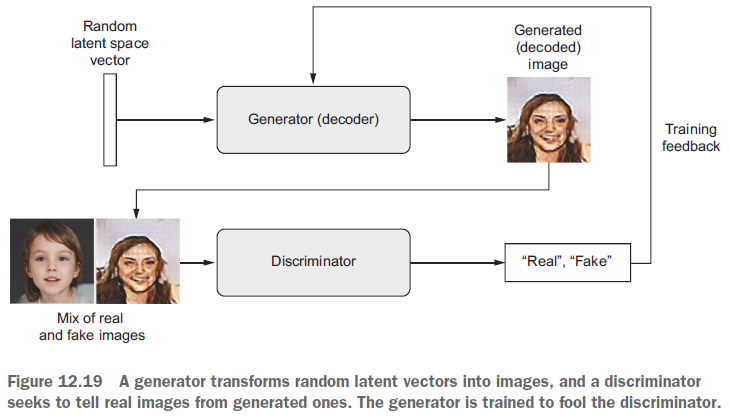 Random
latent space
vector
Generator (decoder)
Generated
(decoded)
image
Training
feedback
Mix of real
and fake images
Discriminator
“Real”, “Fake”
Figure 12.19 A generator transforms random latent vectors into images, and a discriminator
seeks to tell real images from generated ones. The generator is trained to fool the discriminator.